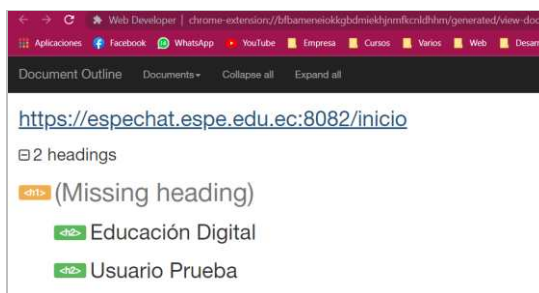 Web Developer | chrome-extension://bfbameneiokkgbdmiekhjnmfkcnldhhm/generated/view-doc
Aplicaciones Facebook WhatsApp YouTube Empresa Cursos Varios Web Desarr
Document Outline Documents Collapse all Expand all
https://espechat.espe.edu.ec:8082/inicio
2 headings
<h1> (Missing heading)
<h2> Educación Digital
<h2> Usuario Prueba